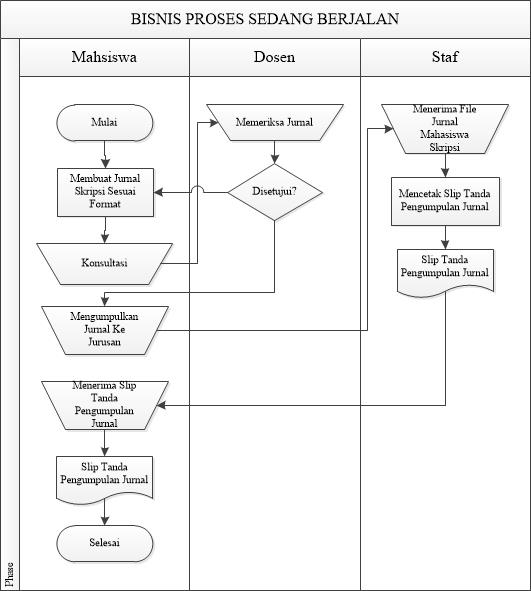 BISNIS PROSES SEDANG BERJALAN
Mahsiswa
Dosen
Staf
Mulai
Membuat Jurnal
Skripsi Sesuai
Format
Konsultasi
Mengumpulkan
Jurnal Ke
Jurusan
Menerima Slip
Tanda
Pengumpulan
Jurnal
Slip Tanda
Pengumpulan Jurnal
Selesai
Memeriksa Jurnal
Disetujui?
Menerima File
Jurnal
Mahasiswa
Skripsi
Mencetak Slip Tanda
Pengumpulan Jurnal
Slip Tanda
Pengumpulan Jurnal
Phase